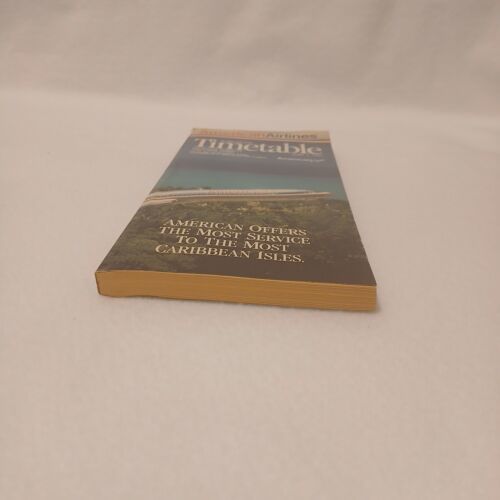 AmericanAirlines
Timetable
AMERICAN OFFERS
THE MOST SERVICE
TO THE MOST
CARIBBEAN ISLES.